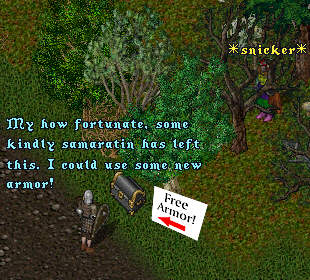 *snicker*
My how fortunate, some
kindly samaratin has left
this. I could use some new
armor!
Free
Armor!